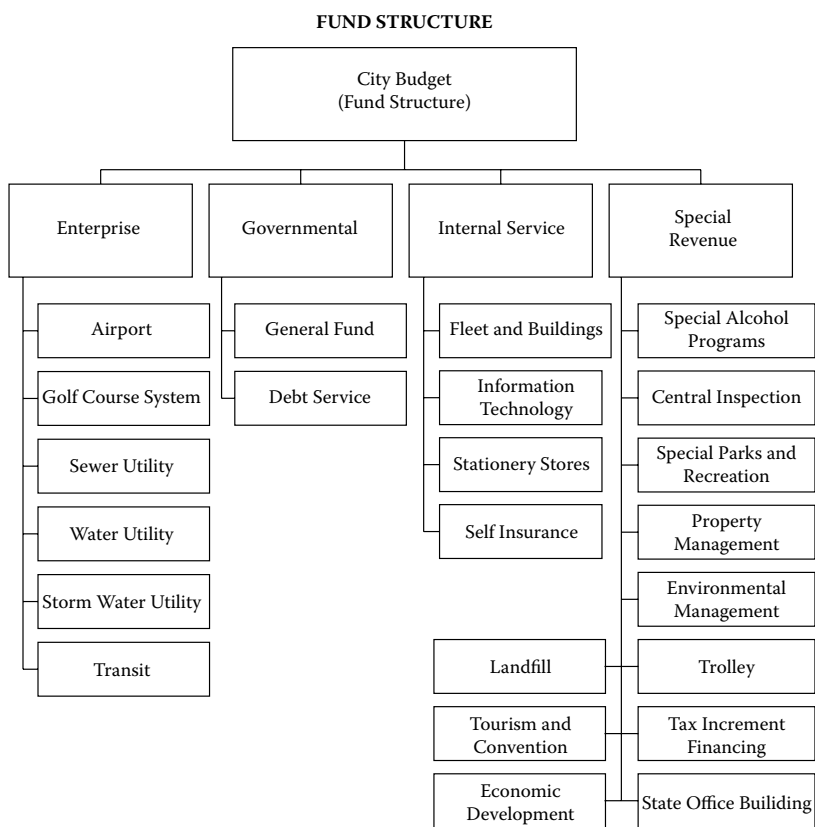 FUND STRUCTURE
City Budget
(Fund Structure)
Enterprise
Governmental
Internal Service
Special
Revenue
Airport
Golf Course System
Sewer Utility
Water Utility
Storm Water Utility
Transit
General Fund
Debt Service
Fleet and Buildings
Information
Technology
Stationery Stores
Self Insurance
Special Alcohol
Programs
Central Inspection
Special Parks and
Recreation
Property
Management
Environmental
Management
Landfill
Trolley
Tourism and
Convention
Tax Increment
Financing
Economic
Development
State Office Builiding